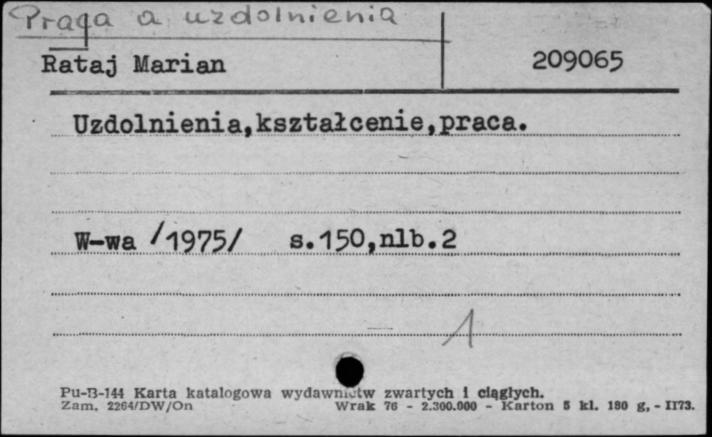 Praca a uzdolnienia
Rataj Marian
209065
Uzdolnienia,kształcenie,praca.
W-wa /1975/ s.150,nlb.2
1
Pu-B-144 Karta katalogowa wydawnictw zwartych i ciągłych.
Zam. 2264/DW/On Wrak 76 - 2.300.000 - Karton 5 kl. 180 g, - II73.